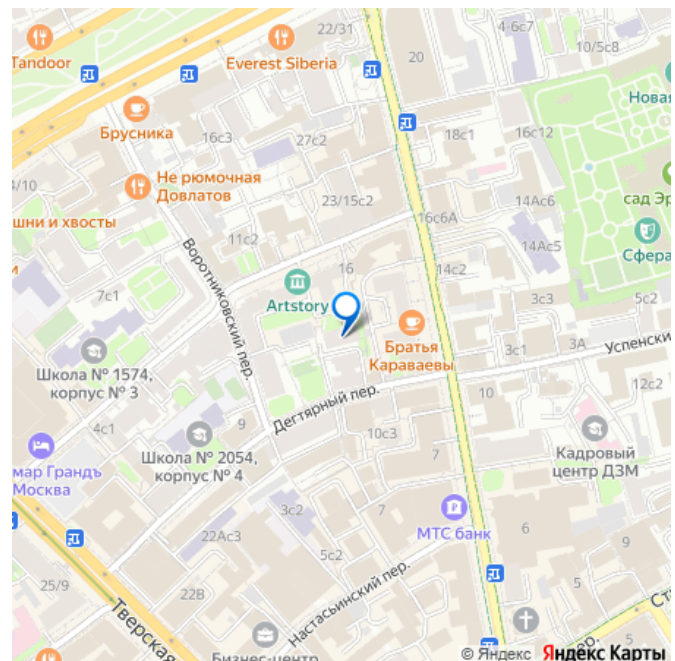 22/31
4-6с7
20
10/5с8
Tandoor
Everest Siberia
Новая
Брусника
16с3
27с2
18с1
16с12
4/10
Не рюмочная
Довлатов
23/15с2
14Ас6
сад Эр
шни и хвосты
16с6А
11с2
14Ас5
Сфера
и
Воротниковский пер.
16
14с2
7с1
Artstory
3с3
5с2
Братья
Караваевы
3с1
3А
Успенски
Школа № 1574,
корпус № 3
12с2
Дегтярный пер.
10
4с1
9
10с3
Школа № 2054,
корпус № 4
7
Кадровый
центр ДЗМ
мар Грандъ
Москва
3с2
7
МТС банк
6
22Ас3
9
5с2
5
25/9
22В
Настасьинский пер.
5
Тверская
Ст
ер.
Бизнес-центр
© Яндекс Яндекс Карты